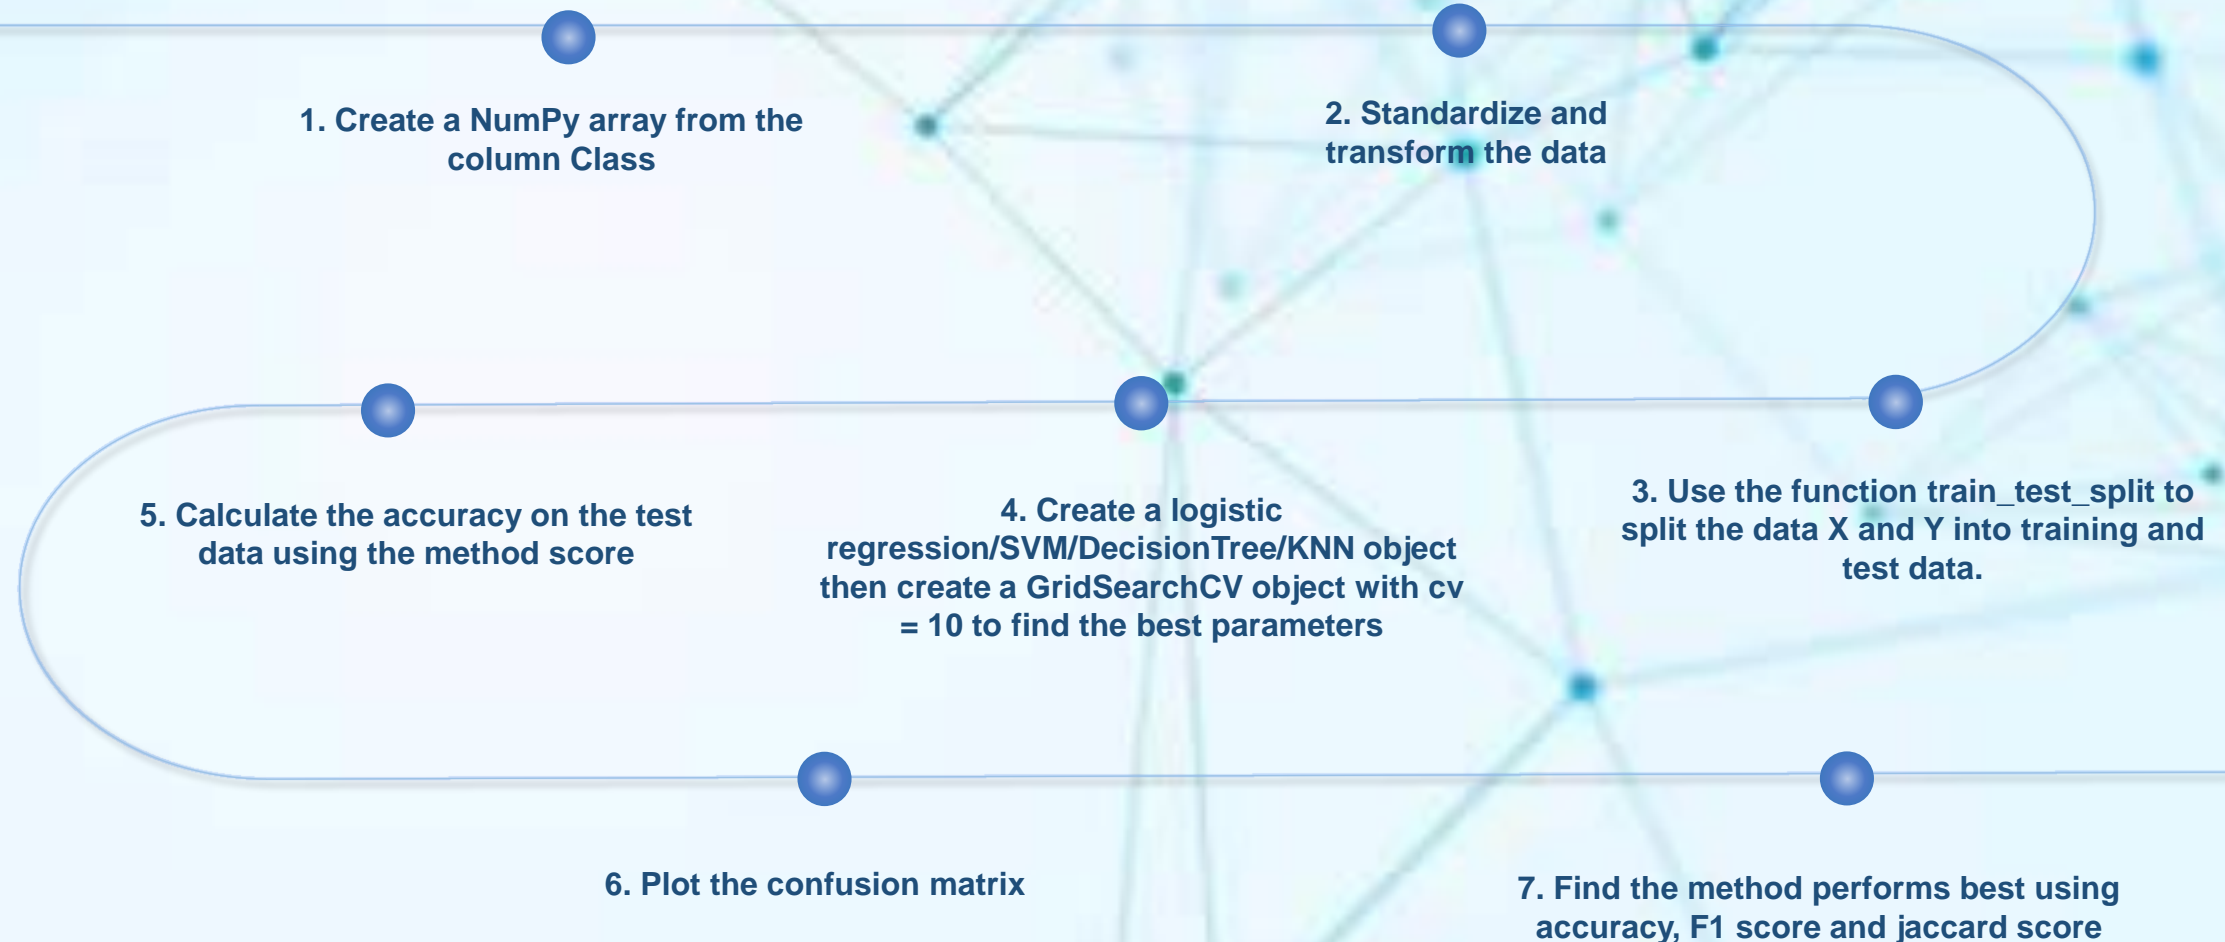 1. Create a NumPy array from the
column Class
2. Standardize and
transform the data
3. Use the function train_test_split to
split the data X and Y into training and
test data.
4. Create a logistic
regression/SVM/DecisionTree/KNN object
then create a GridSearchCV object with cv
= 10 to find the best parameters
5. Calculate the accuracy on the test
data using the method score
6. Plot the confusion matrix
7. Find the method performs best using
accuracy, F1 score and jaccard score